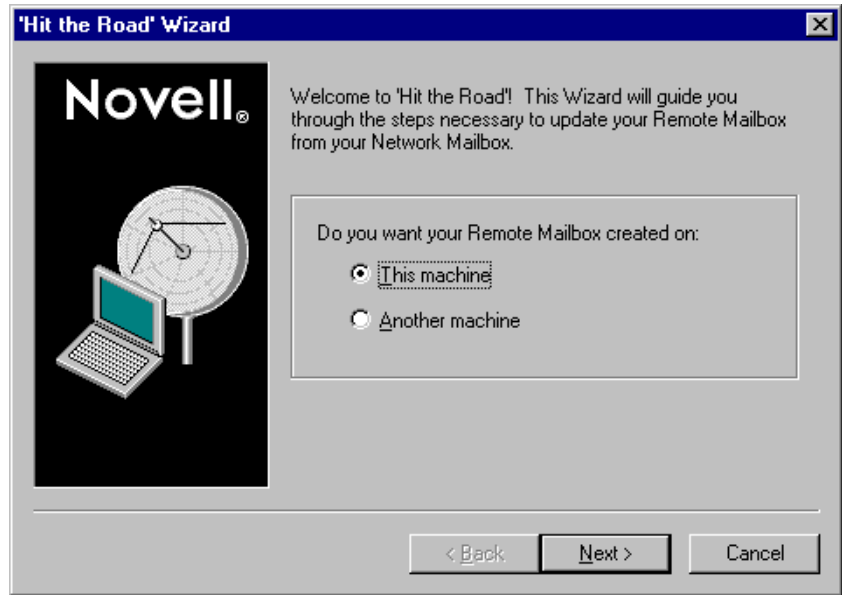 'Hit the Road' Wizard
Novell®
Welcome to 'Hit the Road'! This Wizard will guide you
through the steps necessary to update your Remote Mailbox
from your Network Mailbox.
Do you want your Remote Mailbox created on:
This machine
Another machine
< Back
Next >
Cancel